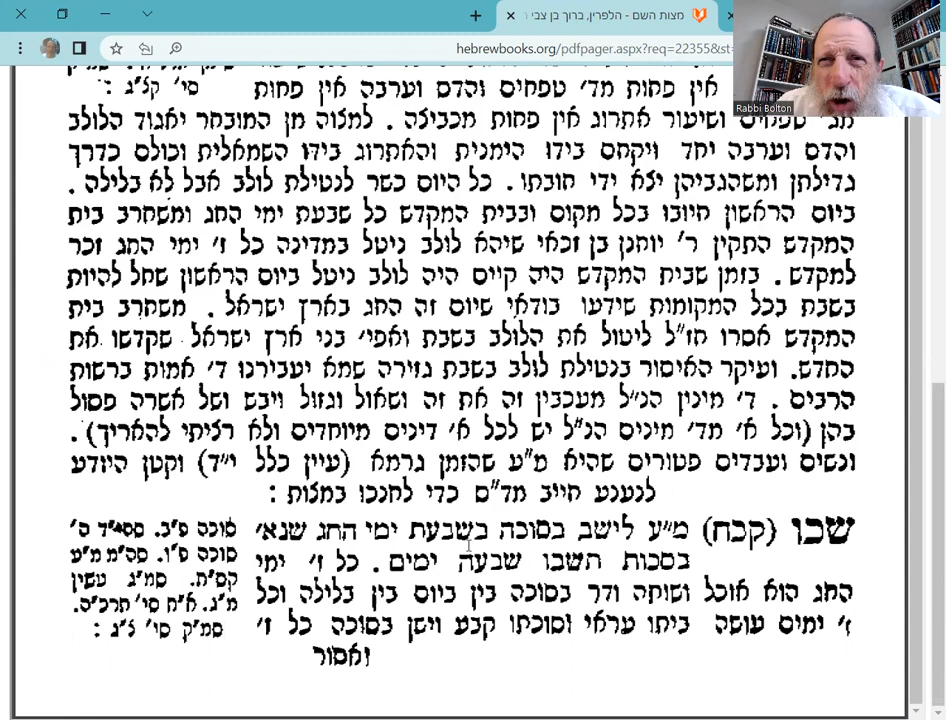 מצות השם - הלפרין, ברוך בן צבי ה
hebrewbooks.org/pdfpager.aspx?req=22355&st=
Rabbi Bolton
אין פחות מד׳ טפחים והדס וערבה אין פחות
סי׳ קצ״ג :
מג׳ טפחים ושיעור אתרוג אין פחות מכביצה . למצוה מן המובחר יאגוד הלולב
והדס וערבה יחד ויקחם בידו הימנית והאתרוג בידו השמאלית וכולם כדרך
גדילתן ומשהגביהן יצא ידי חובתו. כל היום כשר לנטילת לולב אבל לא בלילה .
ביום הראשון חיובו בכל מקום ובבית המקדש כל שבעת ימי החג ומשחרב בית
המקדש התקין ר׳ יוחנן בן זכאי שיהא לולב ניטל במדינה כל ז׳ ימי החג זכר
למקדש . בזמן שבית המקדש היה קיים היה לולב ניטל ביום הראשון שחל להיות
בשבת בכל המקומות שידעו בודאי שיום זה החג בארץ ישראל . משחרב בית
המקדש אסרו חז״ל ליטול את הלולב בשבת ואפי׳ בני ארץ ישראל שקדשו את
החדש. ועיקר האיסור בנטילת לולב בשבת גזירה שמא יעבירנו ד׳ אמות ברשות
הרבים . ד׳ מינין הנ״ל מעכבין זה את זה ושאול וגזול ויבש ושל אשרה פסול
בהן (וכל א׳ מד׳ מינים הנ״ל יש לכל א׳ דינים מיוחדים ולא רציתי להאריך) .
ונשים ועבדים פטורים שהיא מ״ע שהזמן גרמא (עיין כלל י״ד) וקטן היודע
לנענע חייב מד״ס כדי לחנכו במצות :
שכו (קכח) מ״ע לישב בסוכה בשבעת ימי החג שנא׳
בסכות תשבו שבעה ימים . כל ז׳ ימי
החג הוא אוכל ושותה ודר בסוכה בין ביום בין בלילה וכל
ז׳ ימים עושה ביתו עראי וסוכתו קבע וישן בסוכה כל ז׳
ואסור
סוכה פ״ב. סה״מ מ״ע
קס״ח. סמ״ג עשין
מ״ג. א״ח סי׳ תרכ״ה.
סמ״ק סי׳ צ״ג :